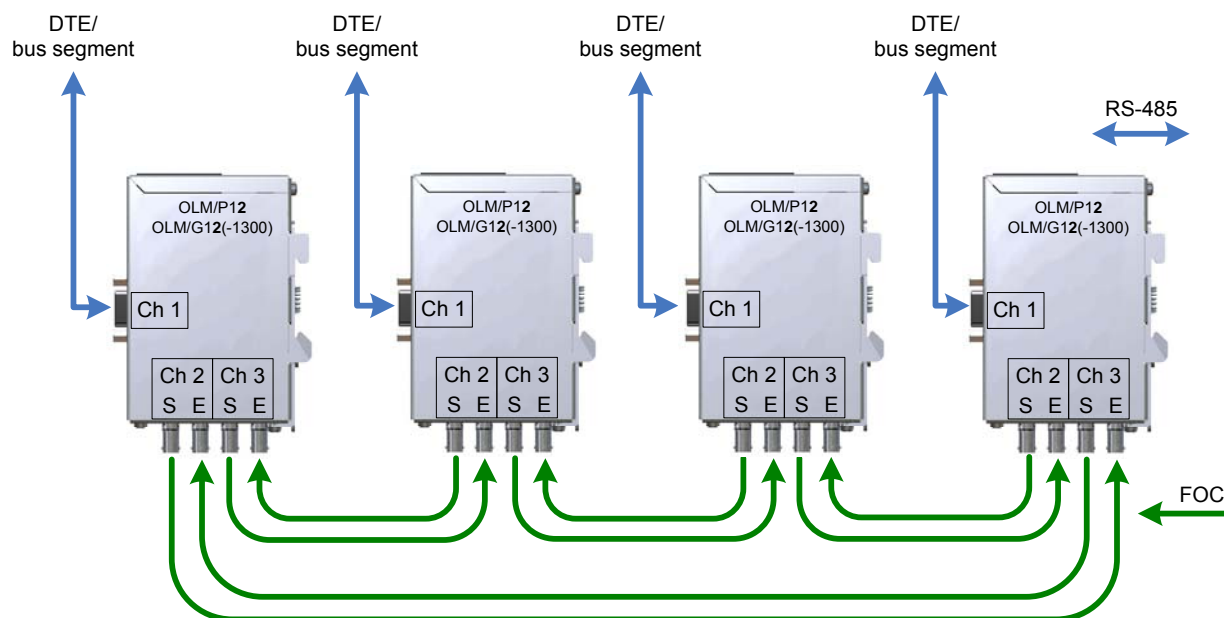 DTE/
bus segment
DTE/
bus segment
DTE/
bus segment
DTE/
bus segment
RS-485
OLM/P12
OLM/G12(-1300)
OLM/P12
OLM/G12(-1300)
OLM/P12
OLM/G12(-1300)
OLM/P12
OLM/G12(-1300)
Ch 1
Ch 1
Ch 1
Ch 1
Ch 2 Ch 3
S E S E
Ch 2 Ch 3
S E S E
Ch 2 Ch 3
S E S E
Ch 2 Ch 3
S E S E
FOC